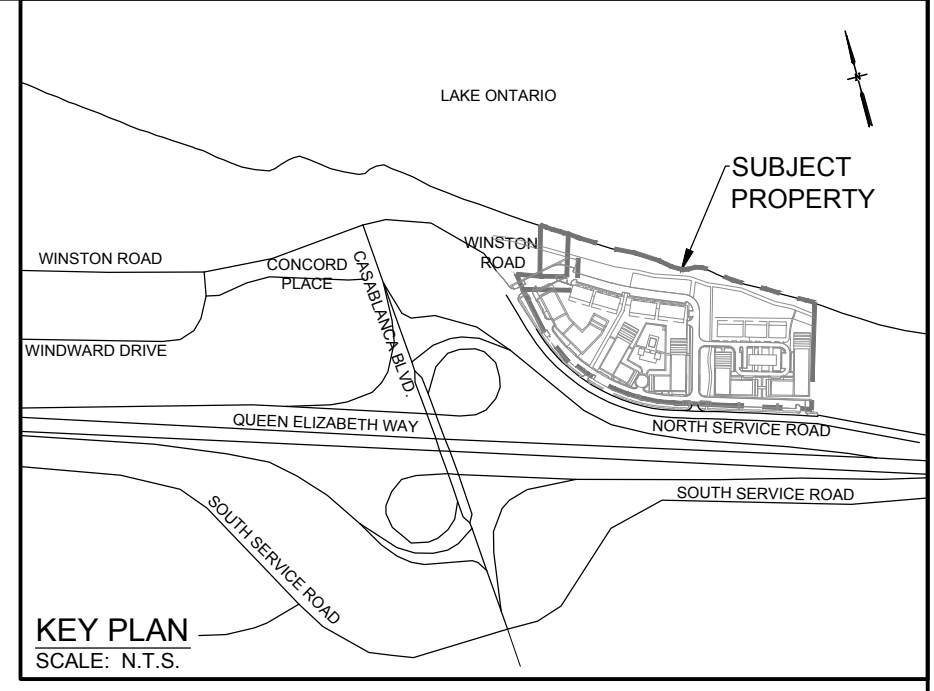 LAKE ONTARIO
N
SUBJECT
PROPERTY
WINSTON
ROAD
WINSTON ROAD
CONCORD
PLACE
CASABLANCA BLVD.
WINDWARD DRIVE
QUEEN ELIZABETH WAY
NORTH SERVICE ROAD
SOUTH SERVICE ROAD
SOUTH SERVICE ROAD
KEY PLAN
SCALE: N.T.S.